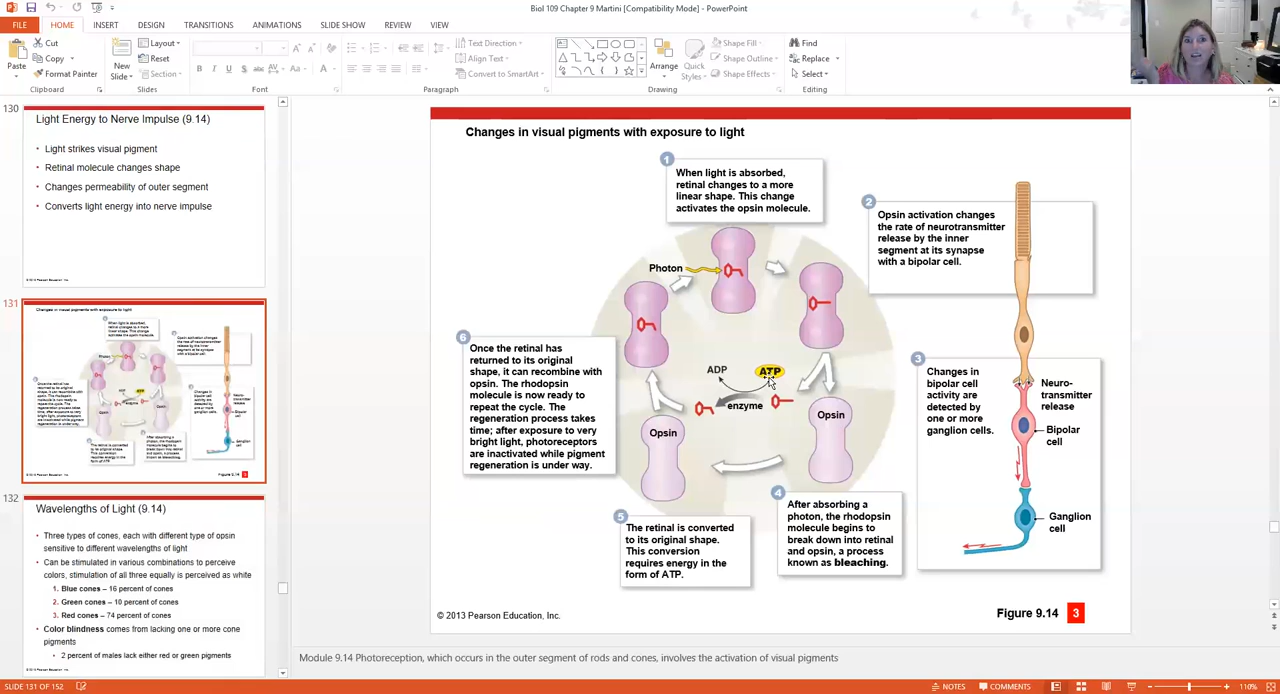 Biol 109 Chapter 9 Martini [Compatibility Mode] - PowerPoint
FILE HOME INSERT DESIGN TRANSITIONS ANIMATIONS SLIDE SHOW REVIEW VIEW
Paste
Cut
Copy
Format Painter
Clipboard
New
Slide
Layout
Reset
Section
Slides
Font
Text Direction
Align Text
Convert to SmartArt
Paragraph
Arrange
Quick
Styles
Shape Fill
Shape Outline
Shape Effects
Drawing
Find
Replace
Select
Editing
130
Light Energy to Nerve Impulse (9.14)
• Light strikes visual pigment
• Retinal molecule changes shape
• Changes permeability of outer segment
• Converts light energy into nerve impulse
© 2013 Pearson Education, Inc.
131
Changes in visual pigments with exposure to light
132
Wavelengths of Light (9.14)
• Three types of cones, each with different type of opsin
sensitive to different wavelengths of light
• Can be stimulated in various combinations to perceive
colors, stimulation of all three equally is perceived as white
1. Blue cones – 16 percent of cones
2. Green cones – 10 percent of cones
3. Red cones – 74 percent of cones
• Color blindness comes from lacking one or more cone
pigments
• 2 percent of males lack either red or green pigments
Changes in visual pigments with exposure to light
1
When light is absorbed,
retinal changes to a more
linear shape. This change
activates the opsin molecule.
Photon
2
Opsin activation changes
the rate of neurotransmitter
release by the inner
segment at its synapse
with a bipolar cell.
3
Changes in
bipolar cell
activity are
detected by
one or more
ganglion cells.
Neuro-
transmitter
release
Bipolar
cell
Ganglion
cell
ADP
ATP
enzyme
Opsin
Opsin
4
After absorbing a
photon, the rhodopsin
molecule begins to
break down into retinal
and opsin, a process
known as bleaching.
5
The retinal is converted
to its original shape.
This conversion
requires energy in the
form of ATP.
6
Once the retinal has
returned to its original
shape, it can recombine with
opsin. The rhodopsin
molecule is now ready to
repeat the cycle. The
regeneration process takes
time; after exposure to very
bright light, photoreceptors
are inactivated while pigment
regeneration is under way.
© 2013 Pearson Education, Inc.
Figure 9.14 3
Module 9.14 Photoreception, which occurs in the outer segment of rods and cones, involves the activation of visual pigments
SLIDE 131 OF 152
NOTES
COMMENTS
110%